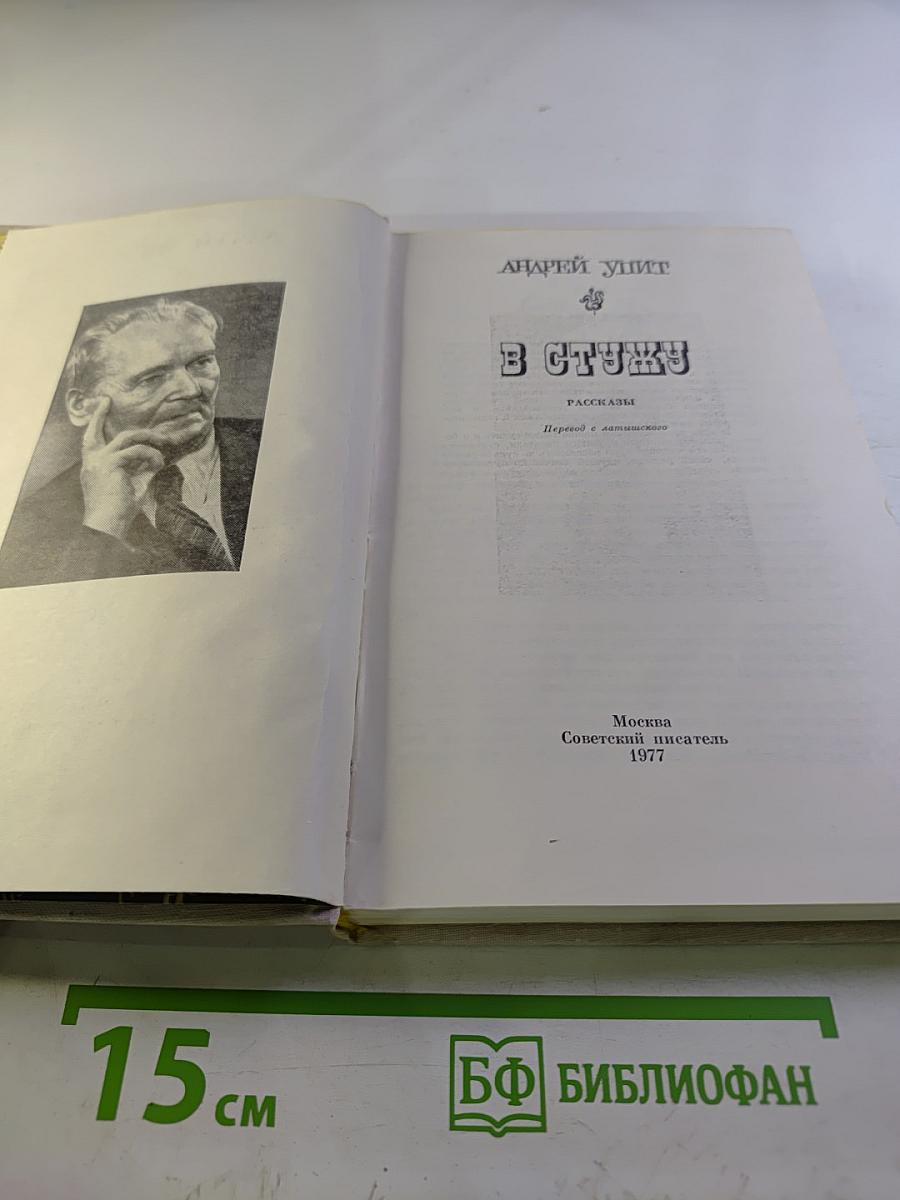 АНДРЕЙ УПИТ
В СТУЖУ
РАССКАЗЫ
Перевод с латышского
Москва
Советский писатель
1977
15 см
БФ БИБЛИОФАН